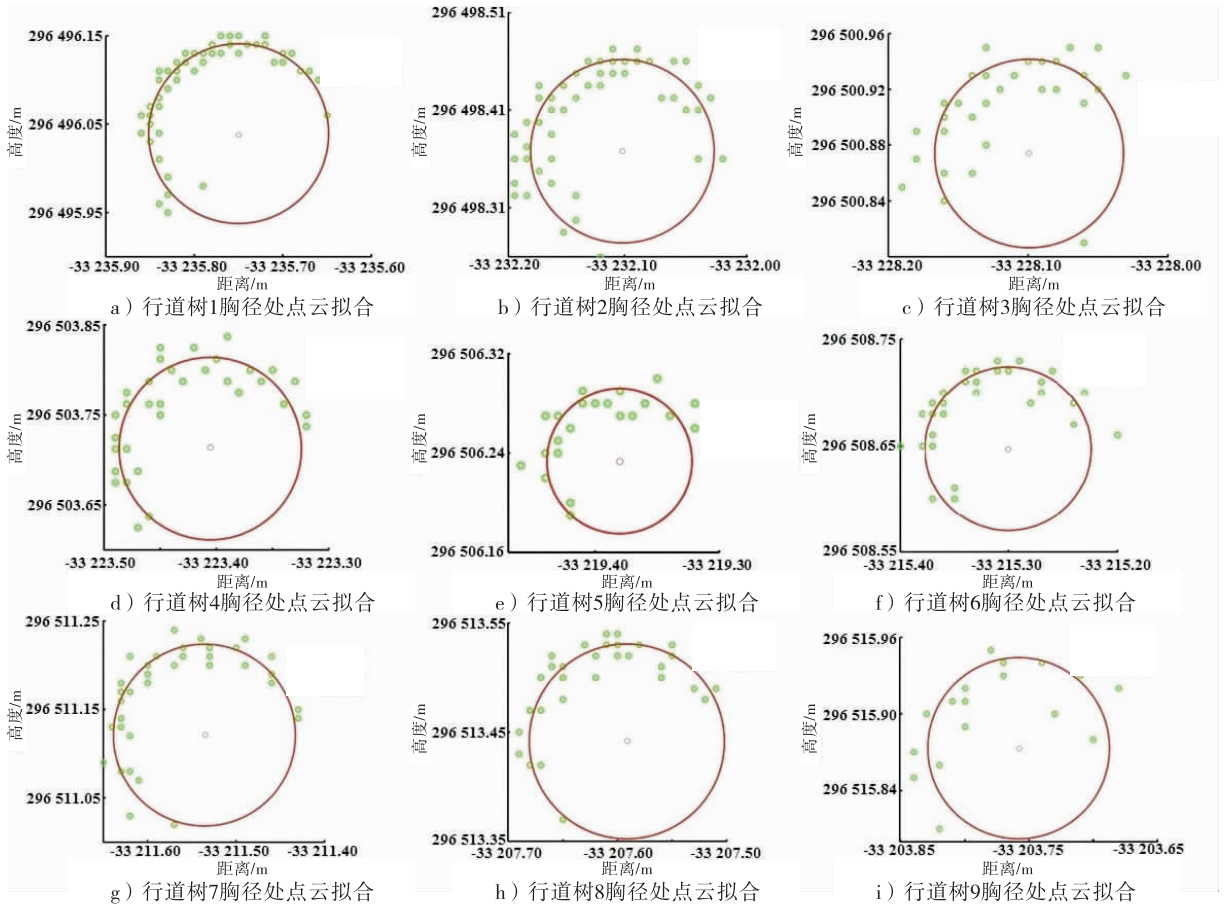 296 496.15
296 496.05
296 495.95
高度/m
-33 235.90
-33 235.80
-33 235.70
-33 235.60
距离/m
a）行道树1胸径处点云拟合
296 498.51
296 498.41
296 498.31
高度/m
-33 232.20
-33 232.10
-33 232.00
距离/m
b）行道树2胸径处点云拟合
296 500.96
296 500.92
296 500.88
296 500.84
高度/m
-33 228.20
-33 228.10
-33 228.00
距离/m
c）行道树3胸径处点云拟合
296 503.85
296 503.75
296 503.65
高度/m
-33 223.50
-33 223.40
-33 223.30
距离/m
d）行道树4胸径处点云拟合
296 506.32
296 506.24
296 506.16
高度/m
-33 219.40
-33 219.30
距离/m
e）行道树5胸径处点云拟合
296 508.75
296 508.65
296 508.55
高度/m
-33 215.40
-33 215.30
-33 215.20
距离/m
f）行道树6胸径处点云拟合
296 511.25
296 511.15
296 511.05
高度/m
-33 211.60
-33 211.50
-33 211.40
距离/m
g）行道树7胸径处点云拟合
296 513.55
296 513.45
296 513.35
高度/m
-33 207.70
-33 207.60
-33 207.50
距离/m
h）行道树8胸径处点云拟合
296 515.96
296 515.90
296 515.84
高度/m
-33 203.85
-33 203.75
-33 203.65
距离/m
i）行道树9胸径处点云拟合